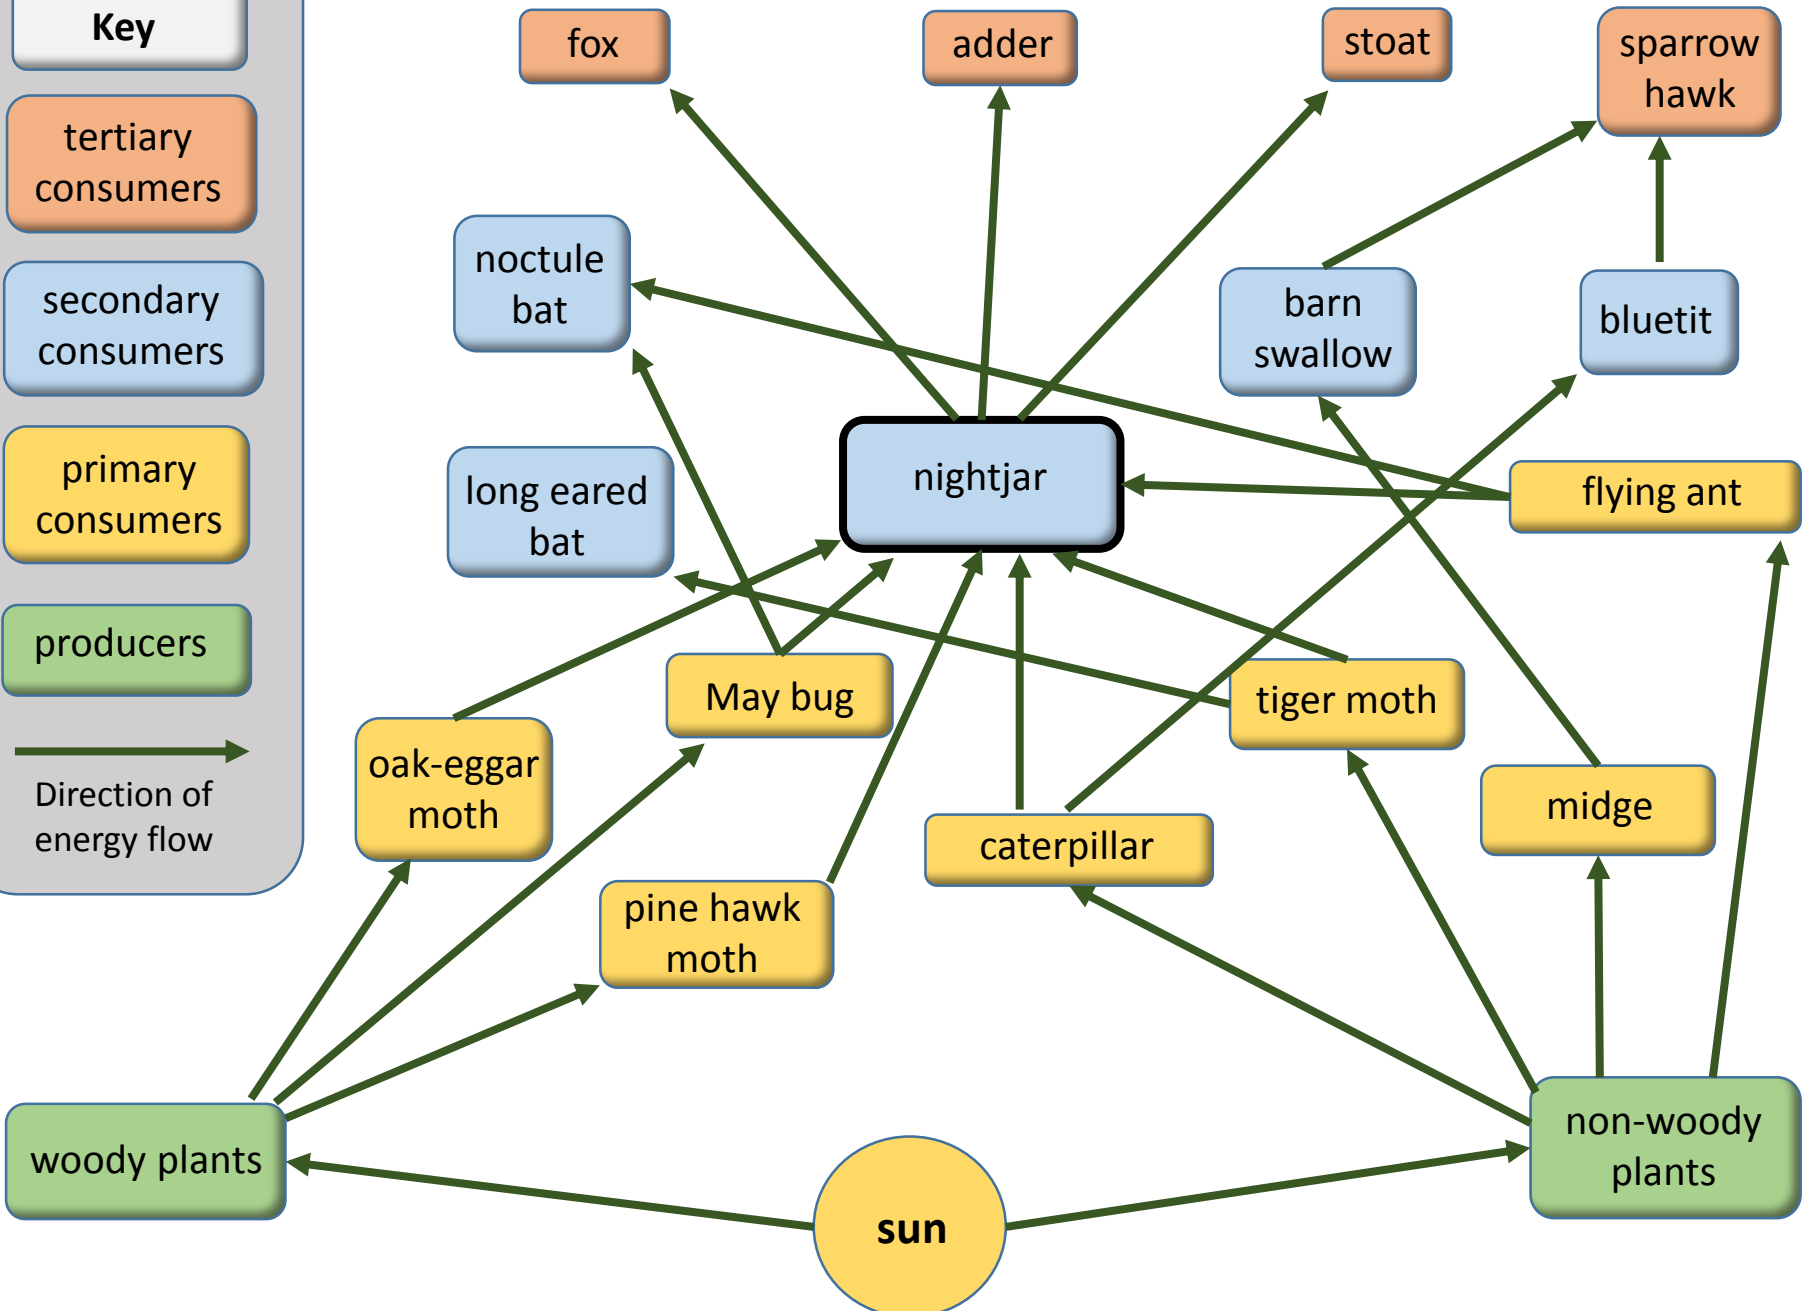 Key
tertiary
consumers
secondary
consumers
primary
consumers
producers
Direction of
energy flow
fox
adder
stoat
sparrow
hawk
noctule
bat
barn
swallow
bluetit
long eared
bat
nightjar
flying ant
May bug
tiger moth
oak-eggar
moth
midge
caterpillar
pine hawk
moth
woody plants
non-woody
plants
sun